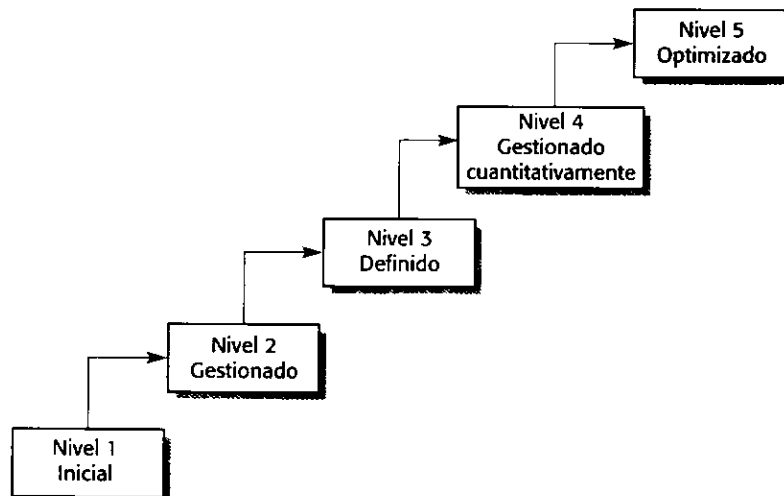 Nivel 5
Optimizado
Nivel 4
Gestionado
cuantitativamente
Nivel 3
Definido
Nivel 2
Gestionado
Nivel 1
Inicial